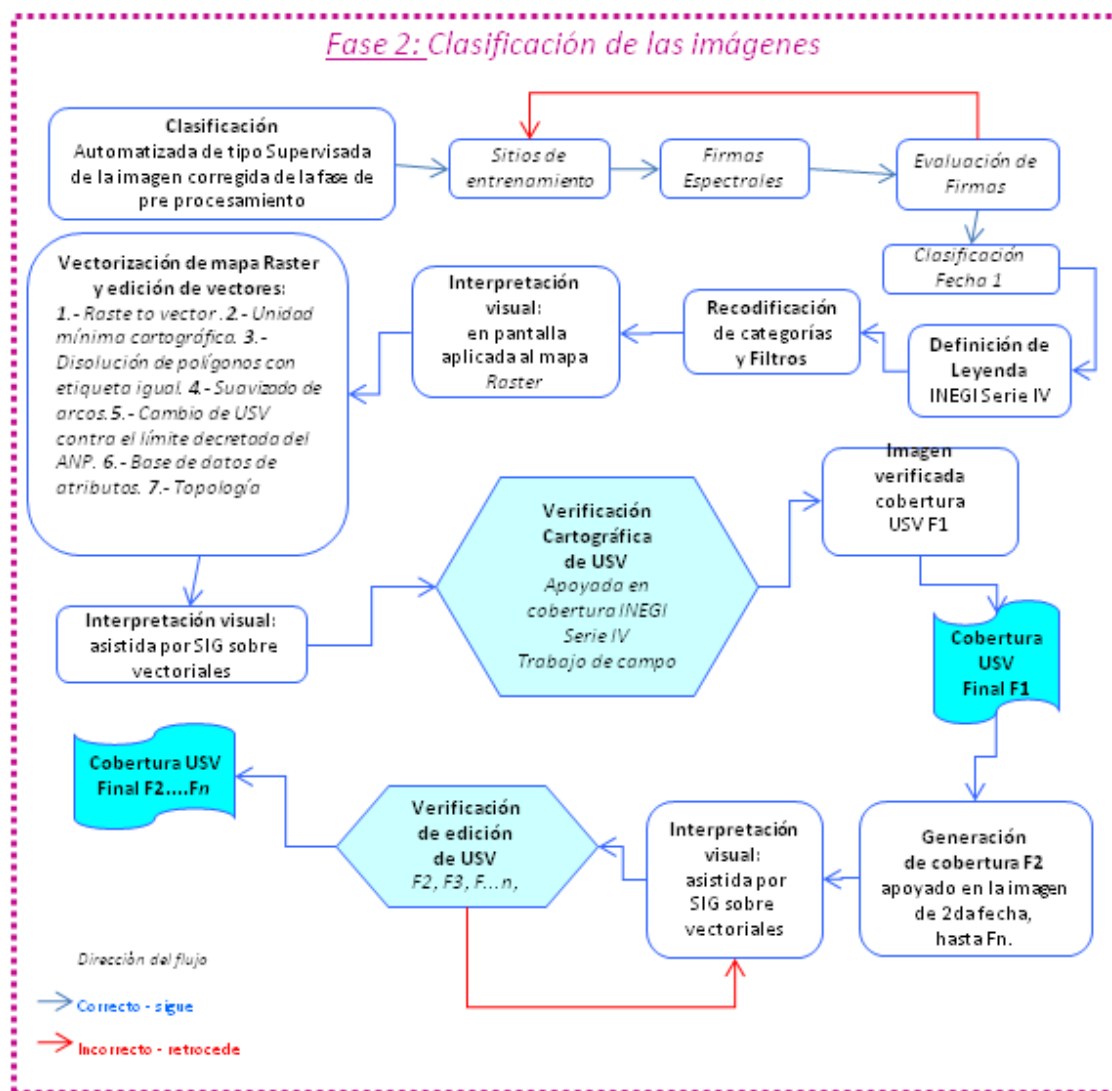 Fase 2: Clasificación de las imágenes
Clasificación
Automatizada de tipo Supervisada
de la imagen corregida de la fase de
pre procesamiento
Sitios de
entrenamiento
Firmas
Espectrales
Evaluación de
Firmas
Clasificación
Fecha 1
Definición de
Leyenda
INEGI Serie IV
Recodificación
de categorías
y Filtros
Interpretación
visual:
en pantalla
aplicada al mapa
Raster
Vectorización de mapa Raster
y edición de vectores:
1.- Raste to vector .2.- Unidad
mínima cartográfica. 3.-
Disolución de polígonos con
etiqueta igual. 4.- Suavizado de
arcos.5.- Cambio de USV
contra el límite decretada del
ANP. 6.- Base de datos de
atributos. 7.- Topología
Interpretación visual:
asistida por SIG sobre
vectoriales
Verificación
Cartográfica
de USV
Apoyada en
cobertura INEGI
Serie IV
Trabajo de campo
Imagen
verificada
cobertura
USV F1
Cobertura
USV
Final F1
Generación
de cobertura F2
apoyado en la imagen
de 2da fecha,
hasta Fn.
Interpretación
visual:
asistida por
SIG sobre
vectoriales
Verificación
de edición
de USV
F2, F3, F...n,
Cobertura USV
Final F2....Fn
Dirección del flujo
Correcto - sigue
Incorrecto - retrocede